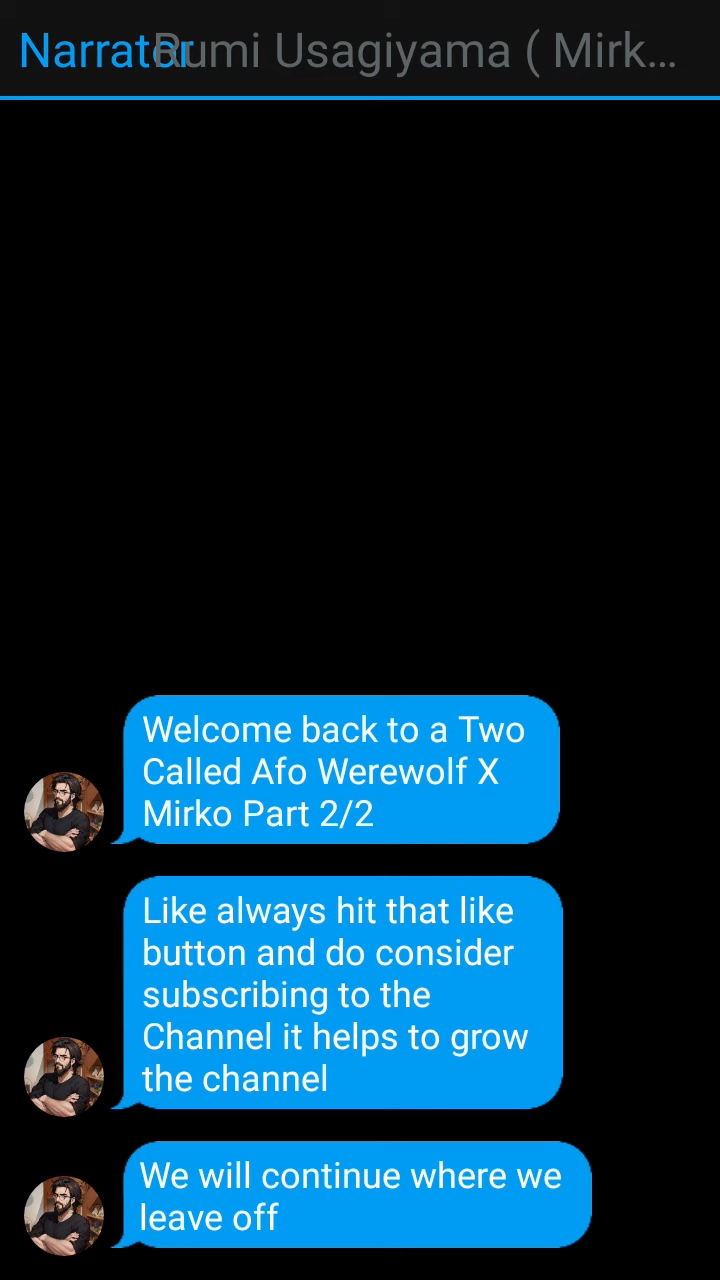 Narrator Rumi Usagiyama ( Mirk...
Welcome back to a Two
Called Afo Werewolf X
Mirko Part 2/2
Like always hit that like
button and do consider
subscribing to the
Channel it helps to grow
the channel
We will continue where we
leave off